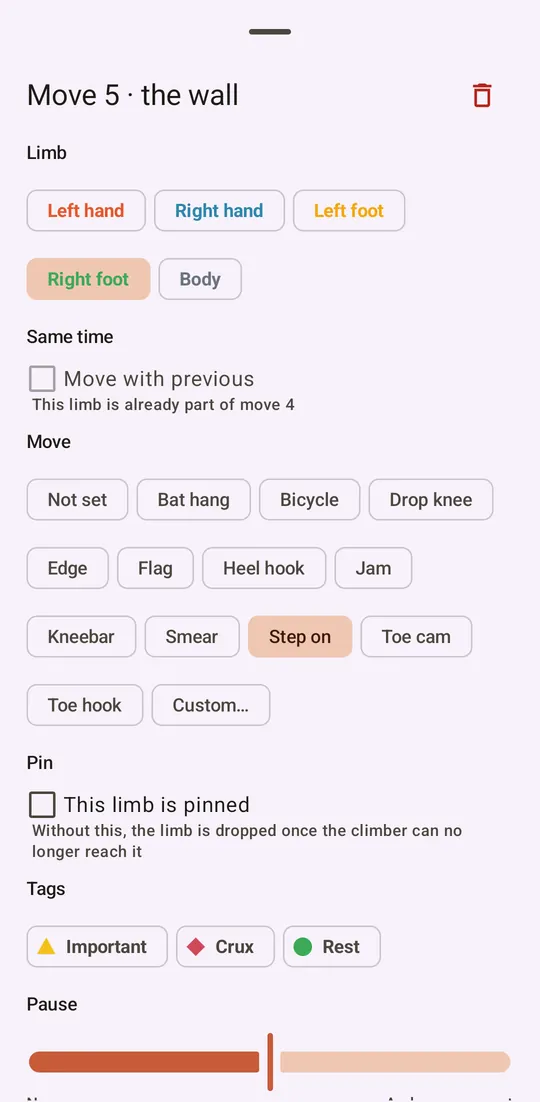 Move 5 · the wall
Limb
Left hand
Right hand
Left foot
Right foot
Body
Same time
Move with previous
This limb is already part of move 4
Move
Not set
Bat hang
Bicycle
Drop knee
Edge
Flag
Heel hook
Jam
Kneebar
Smear
Step on
Toe cam
Toe hook
Custom…
Pin
This limb is pinned
Without this, the limb is dropped once the climber can no
longer reach it
Tags
Important
Crux
Rest
Pause